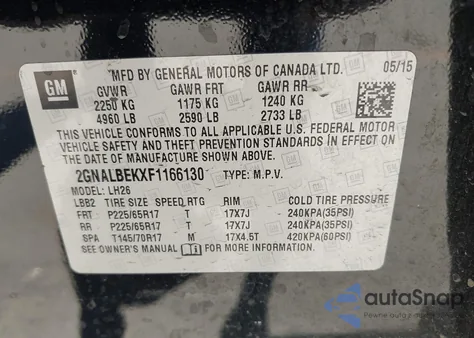 GM
MFD BY GENERAL MOTORS OF CANADA LTD. 05/15
GVWR GAWR FRT GAWR RR
2250 KG 1175 KG 1240 KG
4960 LB 2590 LB 2733 LB
THIS VEHICLE CONFORMS TO ALL APPLICABLE U.S. FEDERAL MOTOR
VEHICLE SAFETY AND THEFT PREVENTION STANDARDS IN EFFECT ON
THE DATE OF MANUFACTURE SHOWN ABOVE.
2GNALBEKXF1166130 TYPE: M.P.V.
MODEL: LH26
LBB2 TIRE SIZE SPEED RTG RIM COLD TIRE PRESSURE
FRT P225/65R17 T 17X7J 240KPA(35PSI)
RR P225/65R17 T 17X7J 240KPA(35PSI)
SPA T145/70R17 M 17X4.5T 420KPA(60PSI)
SEE OWNER'S MANUAL FOR MORE INFORMATION
autoSnap